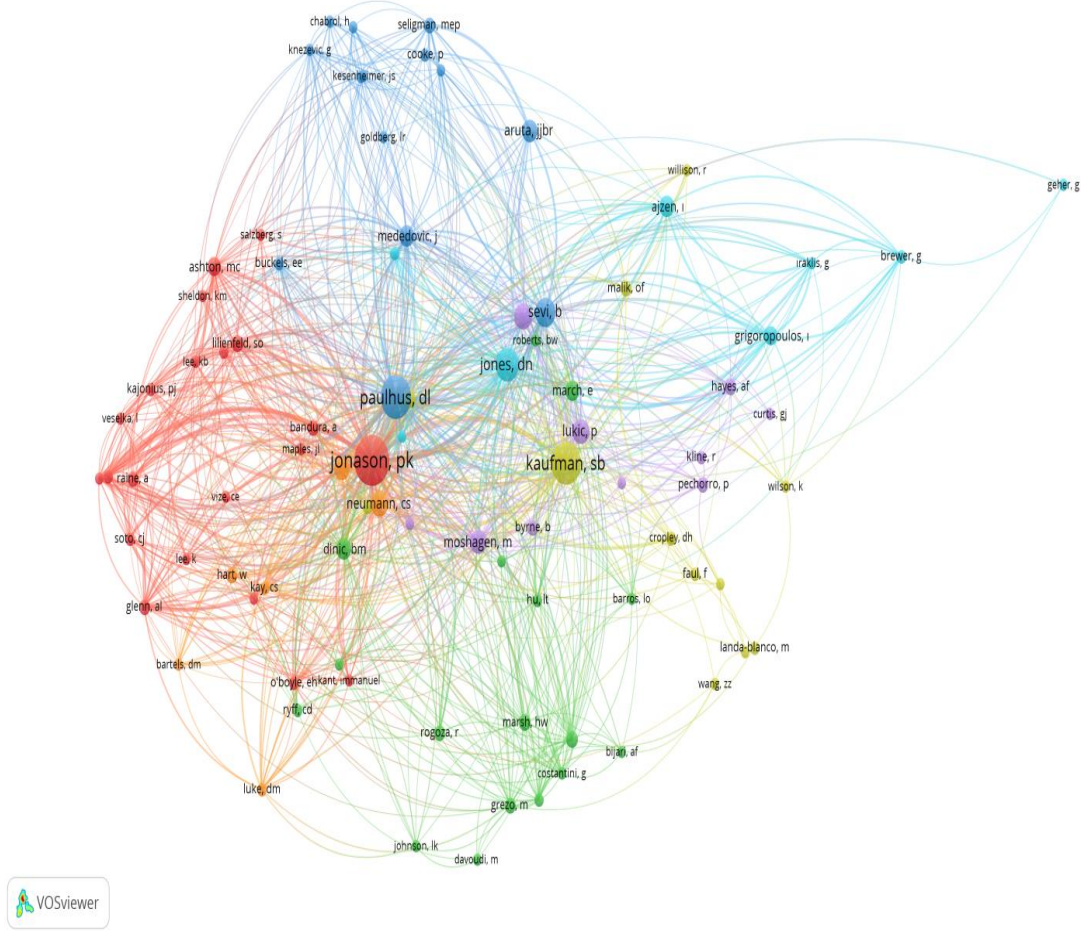 chabrol, h
seligman, mep
knezevic, g
cooke, p
kesenheimer, js
goldberg, lr
aruta, jjbr
willison, r
geher, g
ajzen, ı
salzberg, s
mededovic, j
ashton, mc
buckels, ee
ıraklis, g
brewer, g
sheldon, km
malik, of
sevi, b
lilienfeld, so
roberts, bw
grigoropoulos, ı
lee, kb
jones, dn
kajonius, pj
paulhus, dl
march, e
hayes, af
veselka, l
bandura, a
lukic, p
curtis, gj
maples, jl
jonason, pk
kaufman, sb
kline, r
raine, a
pechorro, p
wilson, k
vize, ce
neumann, cs
byrne, b
soto, cj
dinic, bm
moshagen, m
cropley, dh
lee, k
hart, w
kay, cs
faul, f
glenn, al
hu, lt
barros, lo
bartels, dm
landa-blanco, m
o'boyle, eh
kant, immanuel
wang, zz
ryff, cd
rogoza, r
marsh, hw
bijari, af
costantini, g
luke, dm
grezo, m
johnson, lk
davoudi, m
VOSviewer